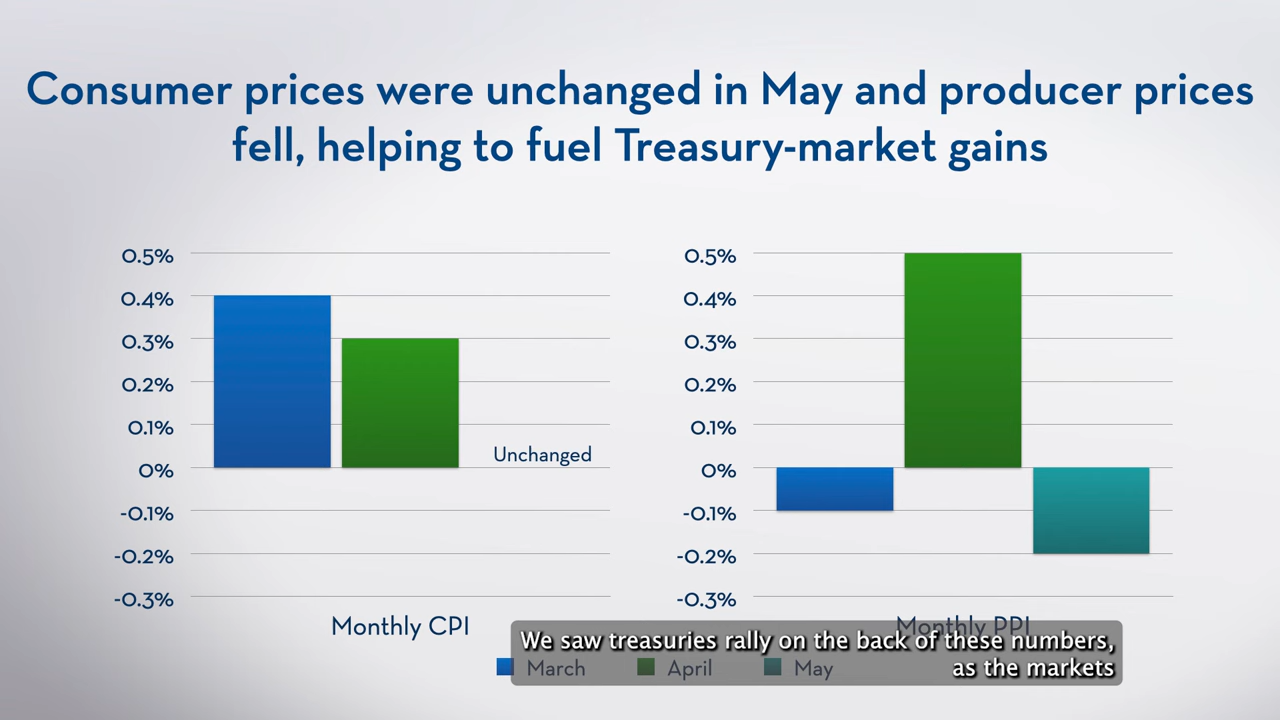 Consumer prices were unchanged in May and producer prices
fell, helping to fuel Treasury-market gains
0.5%
0.4%
0.3%
0.2%
0.1%
0%
-0.1%
-0.2%
-0.3%
Unchanged
Monthly CPI
0.5%
0.4%
0.3%
0.2%
0.1%
0%
-0.1%
-0.2%
-0.3%
Monthly PPI
We saw treasuries rally on the back of these numbers,
as the markets
March
April
May